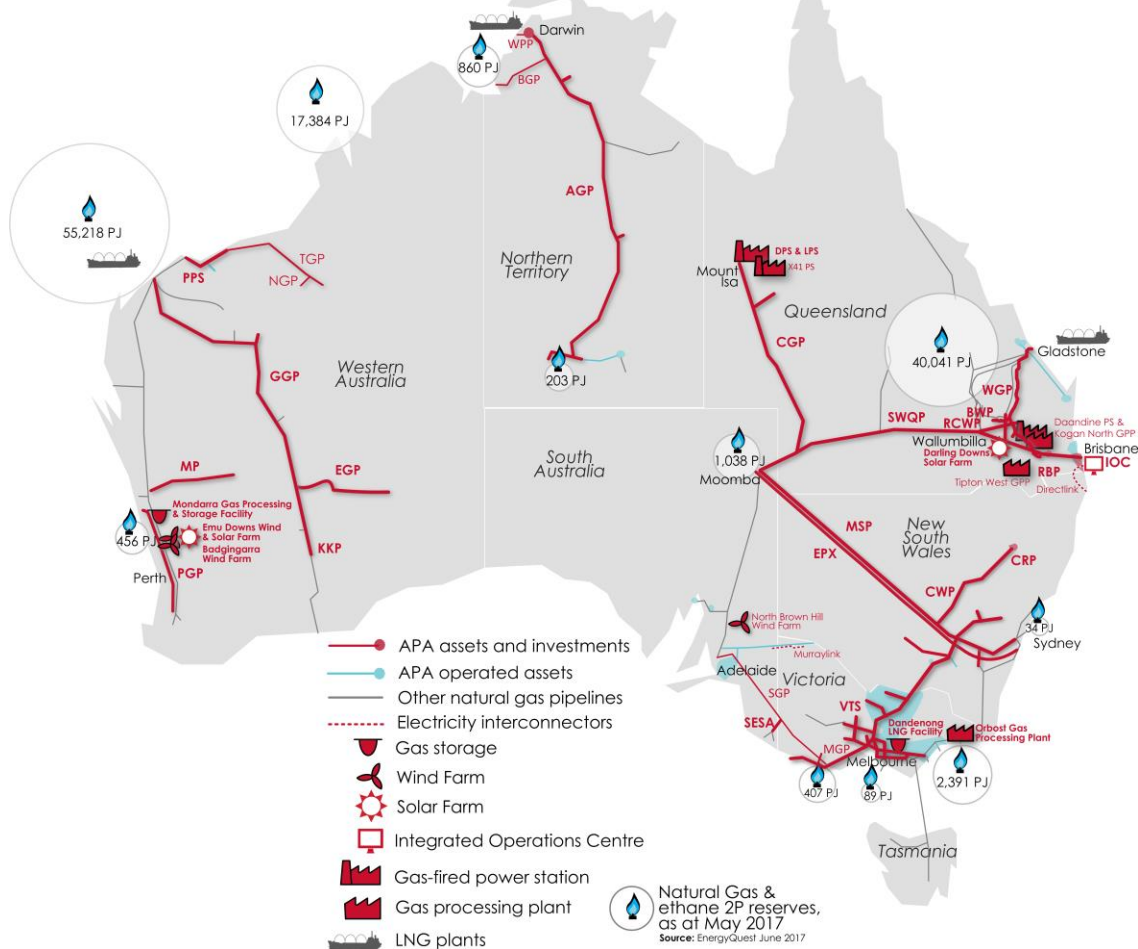 Darwin
WPP
860 PJ
BGP
17,384 PJ
55,218 PJ
AGP
TGP
NGP
PPS
Northern
Territory
DPS & LPS
X41 PS
Mount
Isa
Queensland
CGP
40,041 PJ
Gladstone
WGP
Western
Australia
GGP
203 PJ
SWQP
BWP
RCWP
Daandine PS &
Kogan North GPP
Wallumbilla
Darling Downs
Solar Farm
Brisbane
IOC
RBP
Tipton West GPP
Directlink
1,038 PJ
Moomba
South
Australia
MP
EGP
Mondarra Gas Processing
& Storage Facility
Emu Downs Wind
& Solar Farm
Badgingarra
Wind Farm
456 PJ
Perth
PGP
KKP
MSP
EPX
New
South
Wales
CRP
CWP
34 PJ
Sydney
North Brown Hill
Wind Farm
Murraylink
Adelaide
Victoria
SGP
SESA
VTS
Dandenong
LNG Facility
Orbost Gas
Processing Plant
MGP
Melbourne
407 PJ
89 PJ
2,391 PJ
Tasmania
APA assets and investments
APA operated assets
Other natural gas pipelines
Electricity interconnectors
Gas storage
Wind Farm
Solar Farm
Integrated Operations Centre
Gas-fired power station
Gas processing plant
LNG plants
Natural Gas &
ethane 2P reserves,
as at May 2017
Source: EnergyQuest June 2017